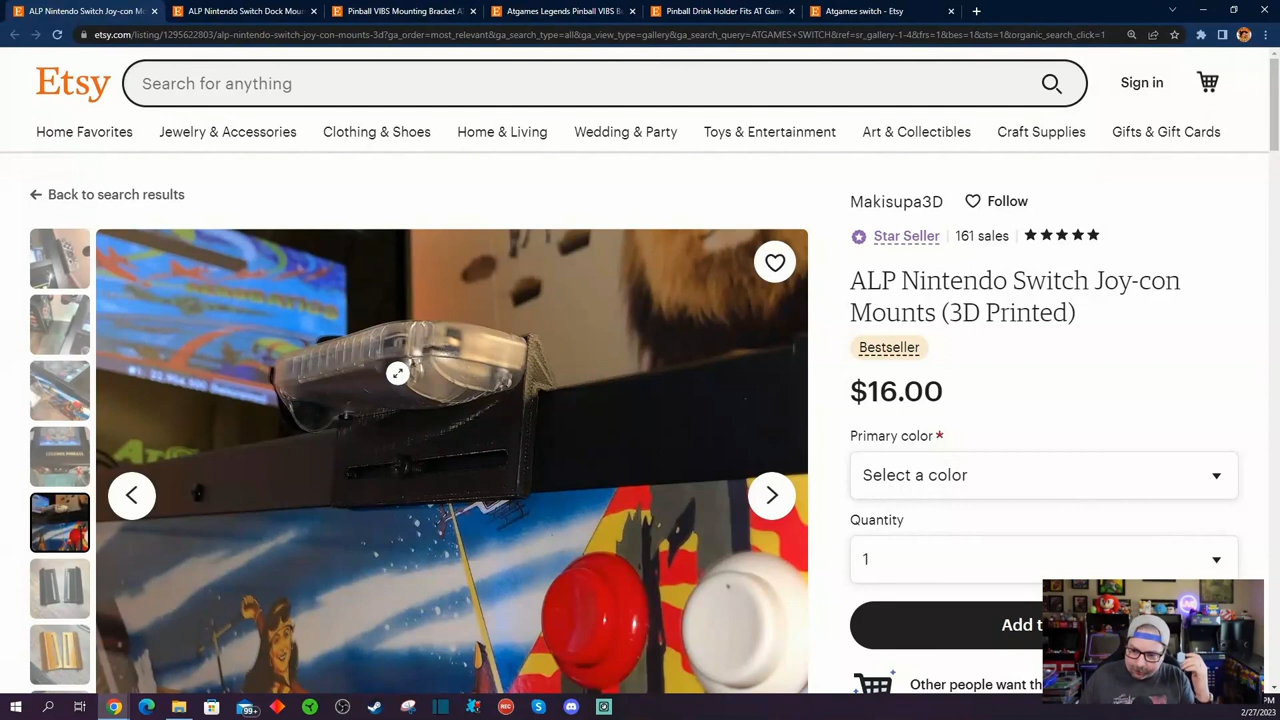 ALP Nintendo Switch Joy-con M
ALP Nintendo Switch Dock Moun
Pinball VIBS Mounting Bracket A
Atgames Legends Pinball VBS B
Pinball Drink Holder Fits AT Gam
Atgames switch - Etsy
etsy.com/listing/1295622803/alp-nintendo-switch-joy-con-mounts-3d?ga_order=most_relevant&ga_search_type=all&ga_view_type=gallery&ga_search_query=ATGAMES+SWITCH&ref=sr_gallery-1-4&frs=1&bes=1&sts=1&organic_search_click=1
Etsy
Search for anything
Sign in
Home Favorites
Jewelry & Accessories
Clothing & Shoes
Home & Living
Wedding & Party
Toys & Entertainment
Art & Collectibles
Craft Supplies
Gifts & Gift Cards
Back to search results
Makisupa3D
Follow
Star Seller
161 sales
ALP Nintendo Switch Joy-con
Mounts (3D Printed)
Bestseller
$16.00
Primary color*
Select a color
Quantity
1
Add t
Other people want th
99+
REC
PM
2/27/2023